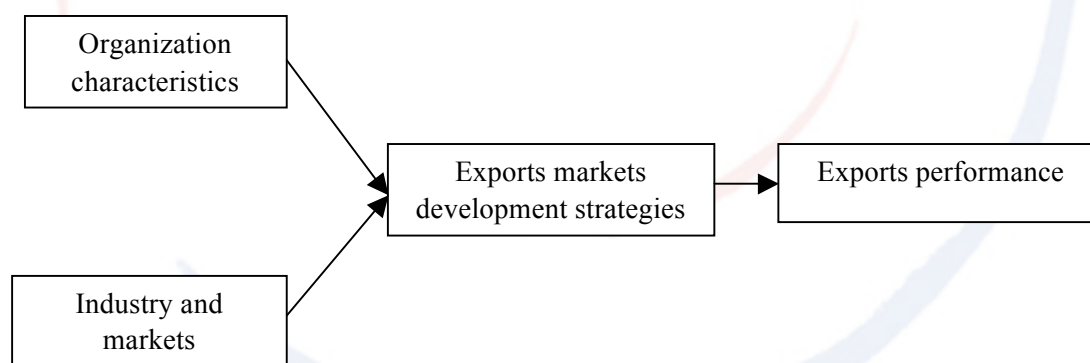 Organization
characteristics
Exports markets
development strategies
Exports performance
Industry and
markets